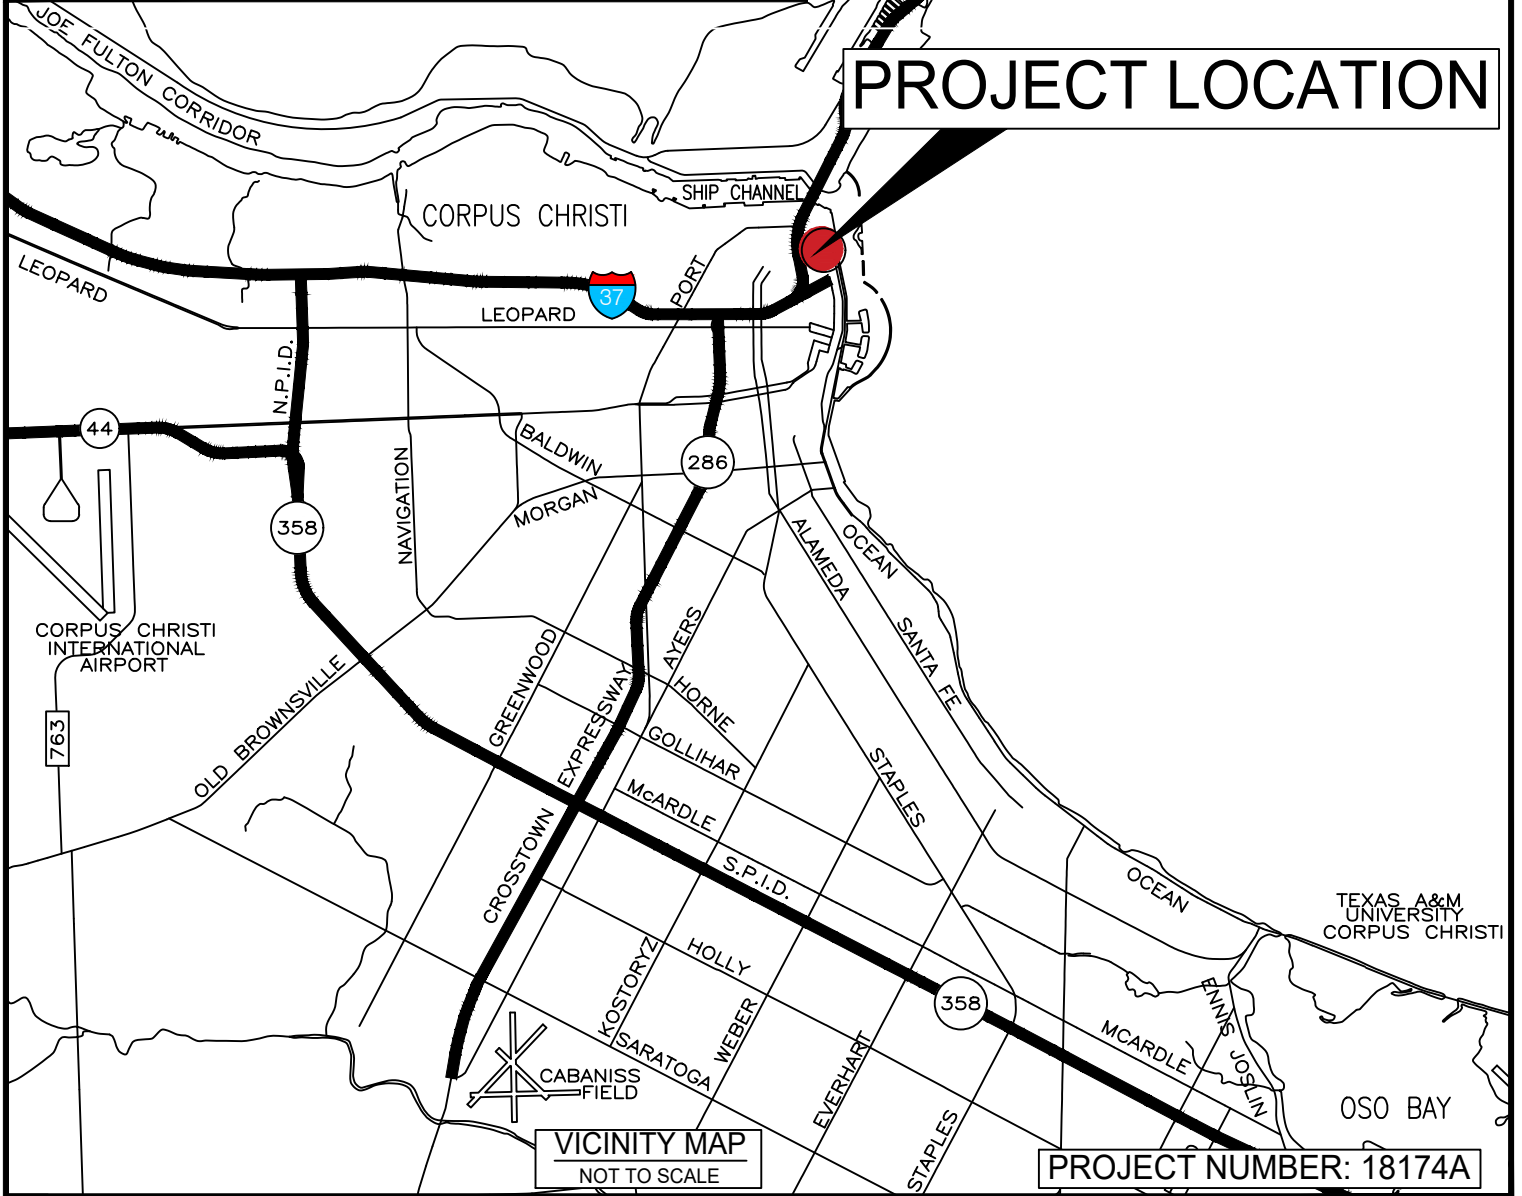 JOE FULTON CORRIDOR
PROJECT LOCATION
SHIP CHANNEL
CORPUS CHRISTI
LEOPARD
PORT
37
LEOPARD
N.P.I.D.
44
BALDWIN
286
NAVIGATION
MORGAN
358
ALAMEDA
OCEAN
CORPUS CHRISTI
INTERNATIONAL
AIRPORT
AYERS
SANTA FE
GREENWOOD
OLD BROWNSVILLE
EXPRESSWAY
HORNE
763
GOLLIHAR
STAPLES
McARDLE
CROSSTOWN
S.P.I.D.
OCEAN
TEXAS A&M
UNIVERSITY
CORPUS CHRISTI
HOLLY
KOSTORYZ
358
ENNIS JOSLIN
WEBER
MCARDLE
SARATOGA
EVERHART
CABANISS
FIELD
OSO BAY
STAPLES
VICINITY MAP
NOT TO SCALE
PROJECT NUMBER: 18174A